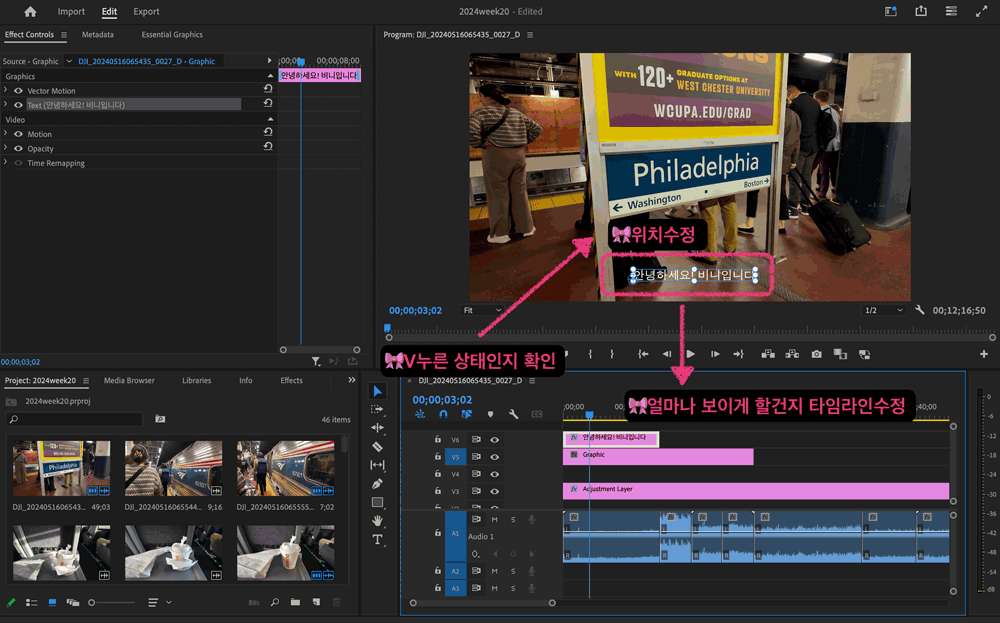 Import
Edit
Export
2024week20 - Edited
Effect Controls
Metadata
Essential Graphics
Source • Graphic
DJI_20240516065435_0027_D • Graphic
;00;00
00;00;08;00
Graphics
안녕하세요! 비니입니다
Vector Motion
Text (안녕하세요! 비니입니다)
Video
Motion
Opacity
Time Remapping
00;00;03;02
Program: DJI_20240516065435_0027_D
WITH 120+ GRADUATE OPTIONS AT
WEST CHESTER UNIVERSITY
WCUPA.EDU/GRAD
Philadelphia
Boston
Washington
위치수정
안녕하세요! 비니입니다
00;00;03;02
Fit
1/2
00;12;16;50
V누른 상태인지 확인
얼마나 보이게 할건지 타임라인수정
Project: 2024week20
Media Browser
Libraries
Info
Effects
2024week20.prproj
46 items
DJI_2024051606543...
49;03
DJI_20240516065544...
9;16
DJI_20240516065555...
7;02
DJI_20240516065435_0027_D
00;00;03;02
;00;00
;40;00
V6
fx 안녕하세요! 비니입니다
V5
fx Graphic
V4
V3
fx Adjustment Layer
A1
M
S
Audio 1
A2
M
S
A3
M
S
0
-6
-12
-18
-24
-30
-36
-42
-48
-54
dB